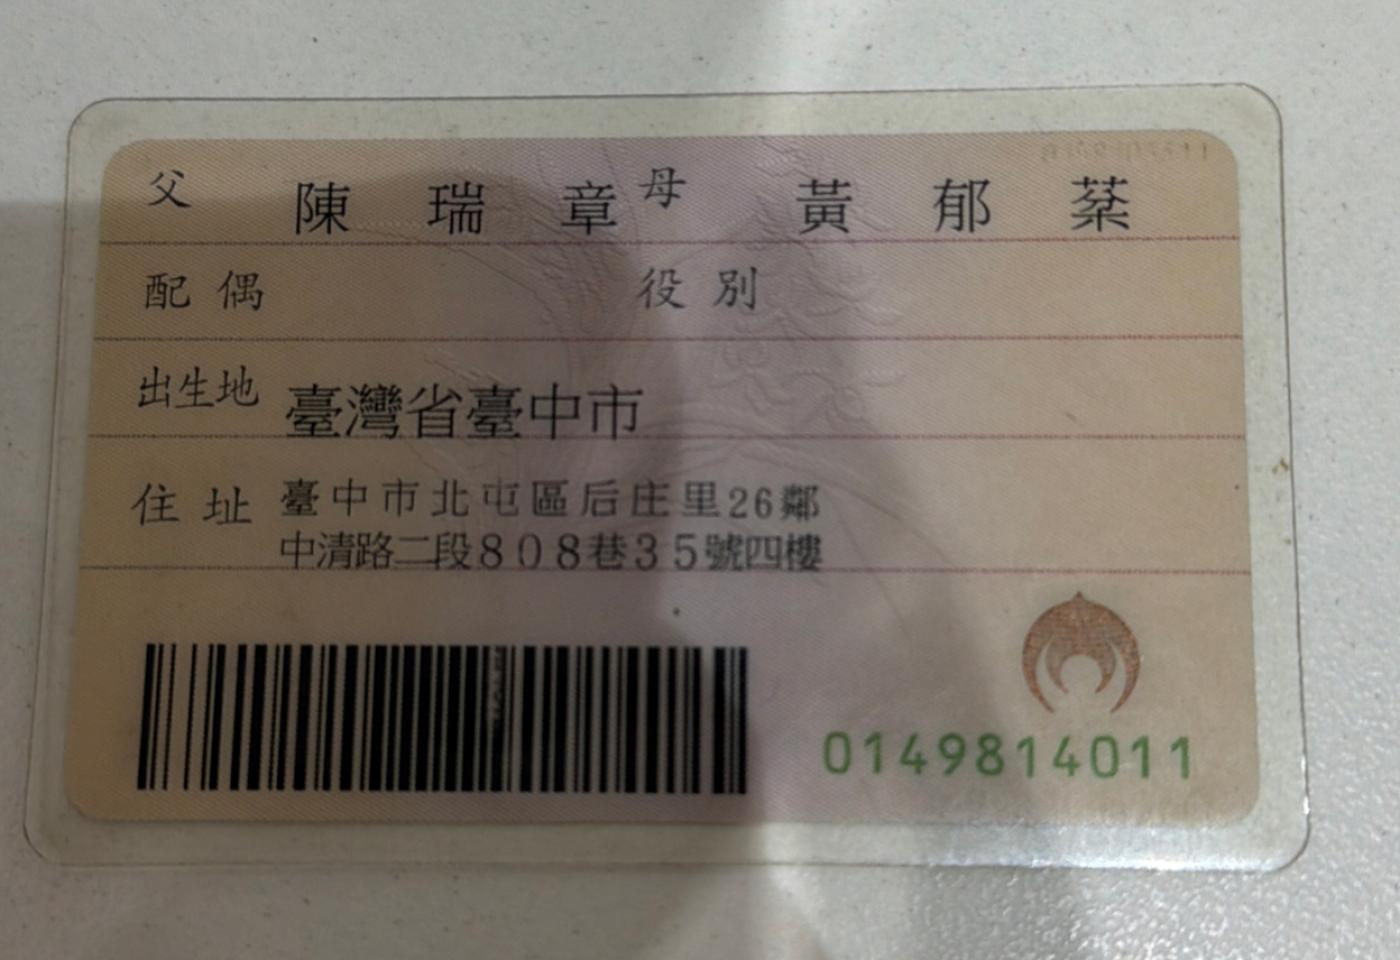 父 陳瑞章 母 黃郁棻
配偶 役別
出生地 臺灣省臺中市
住址 臺中市北屯區后庄里26鄰
中清路二段808巷35號四樓
0149814011